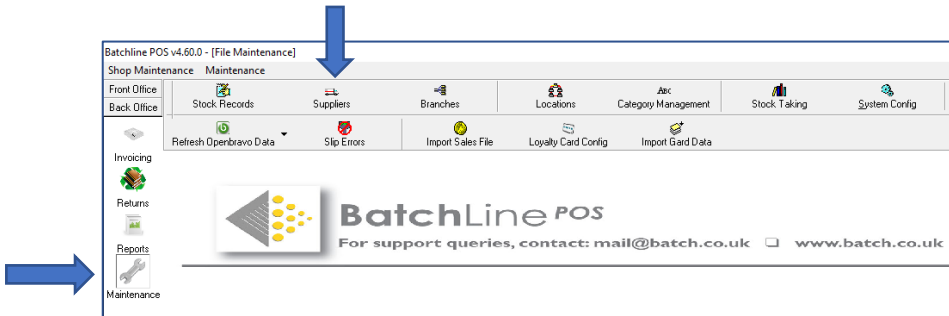 Batchline POS v4.60.0 - [File Maintenance]
Shop Maintenance Maintenance
Front Office
Back Office
Stock Records Suppliers Branches Locations ABC Category Management Stock Taking System Config
Refresh Openbravo Data Slip Errors Import Sales File Loyalty Card Config Import Gard Data
Invoicing
Returns
Reports
Maintenance
BatchLine POS
For support queries, contact: mail@batch.co.uk ❑ www.batch.co.uk